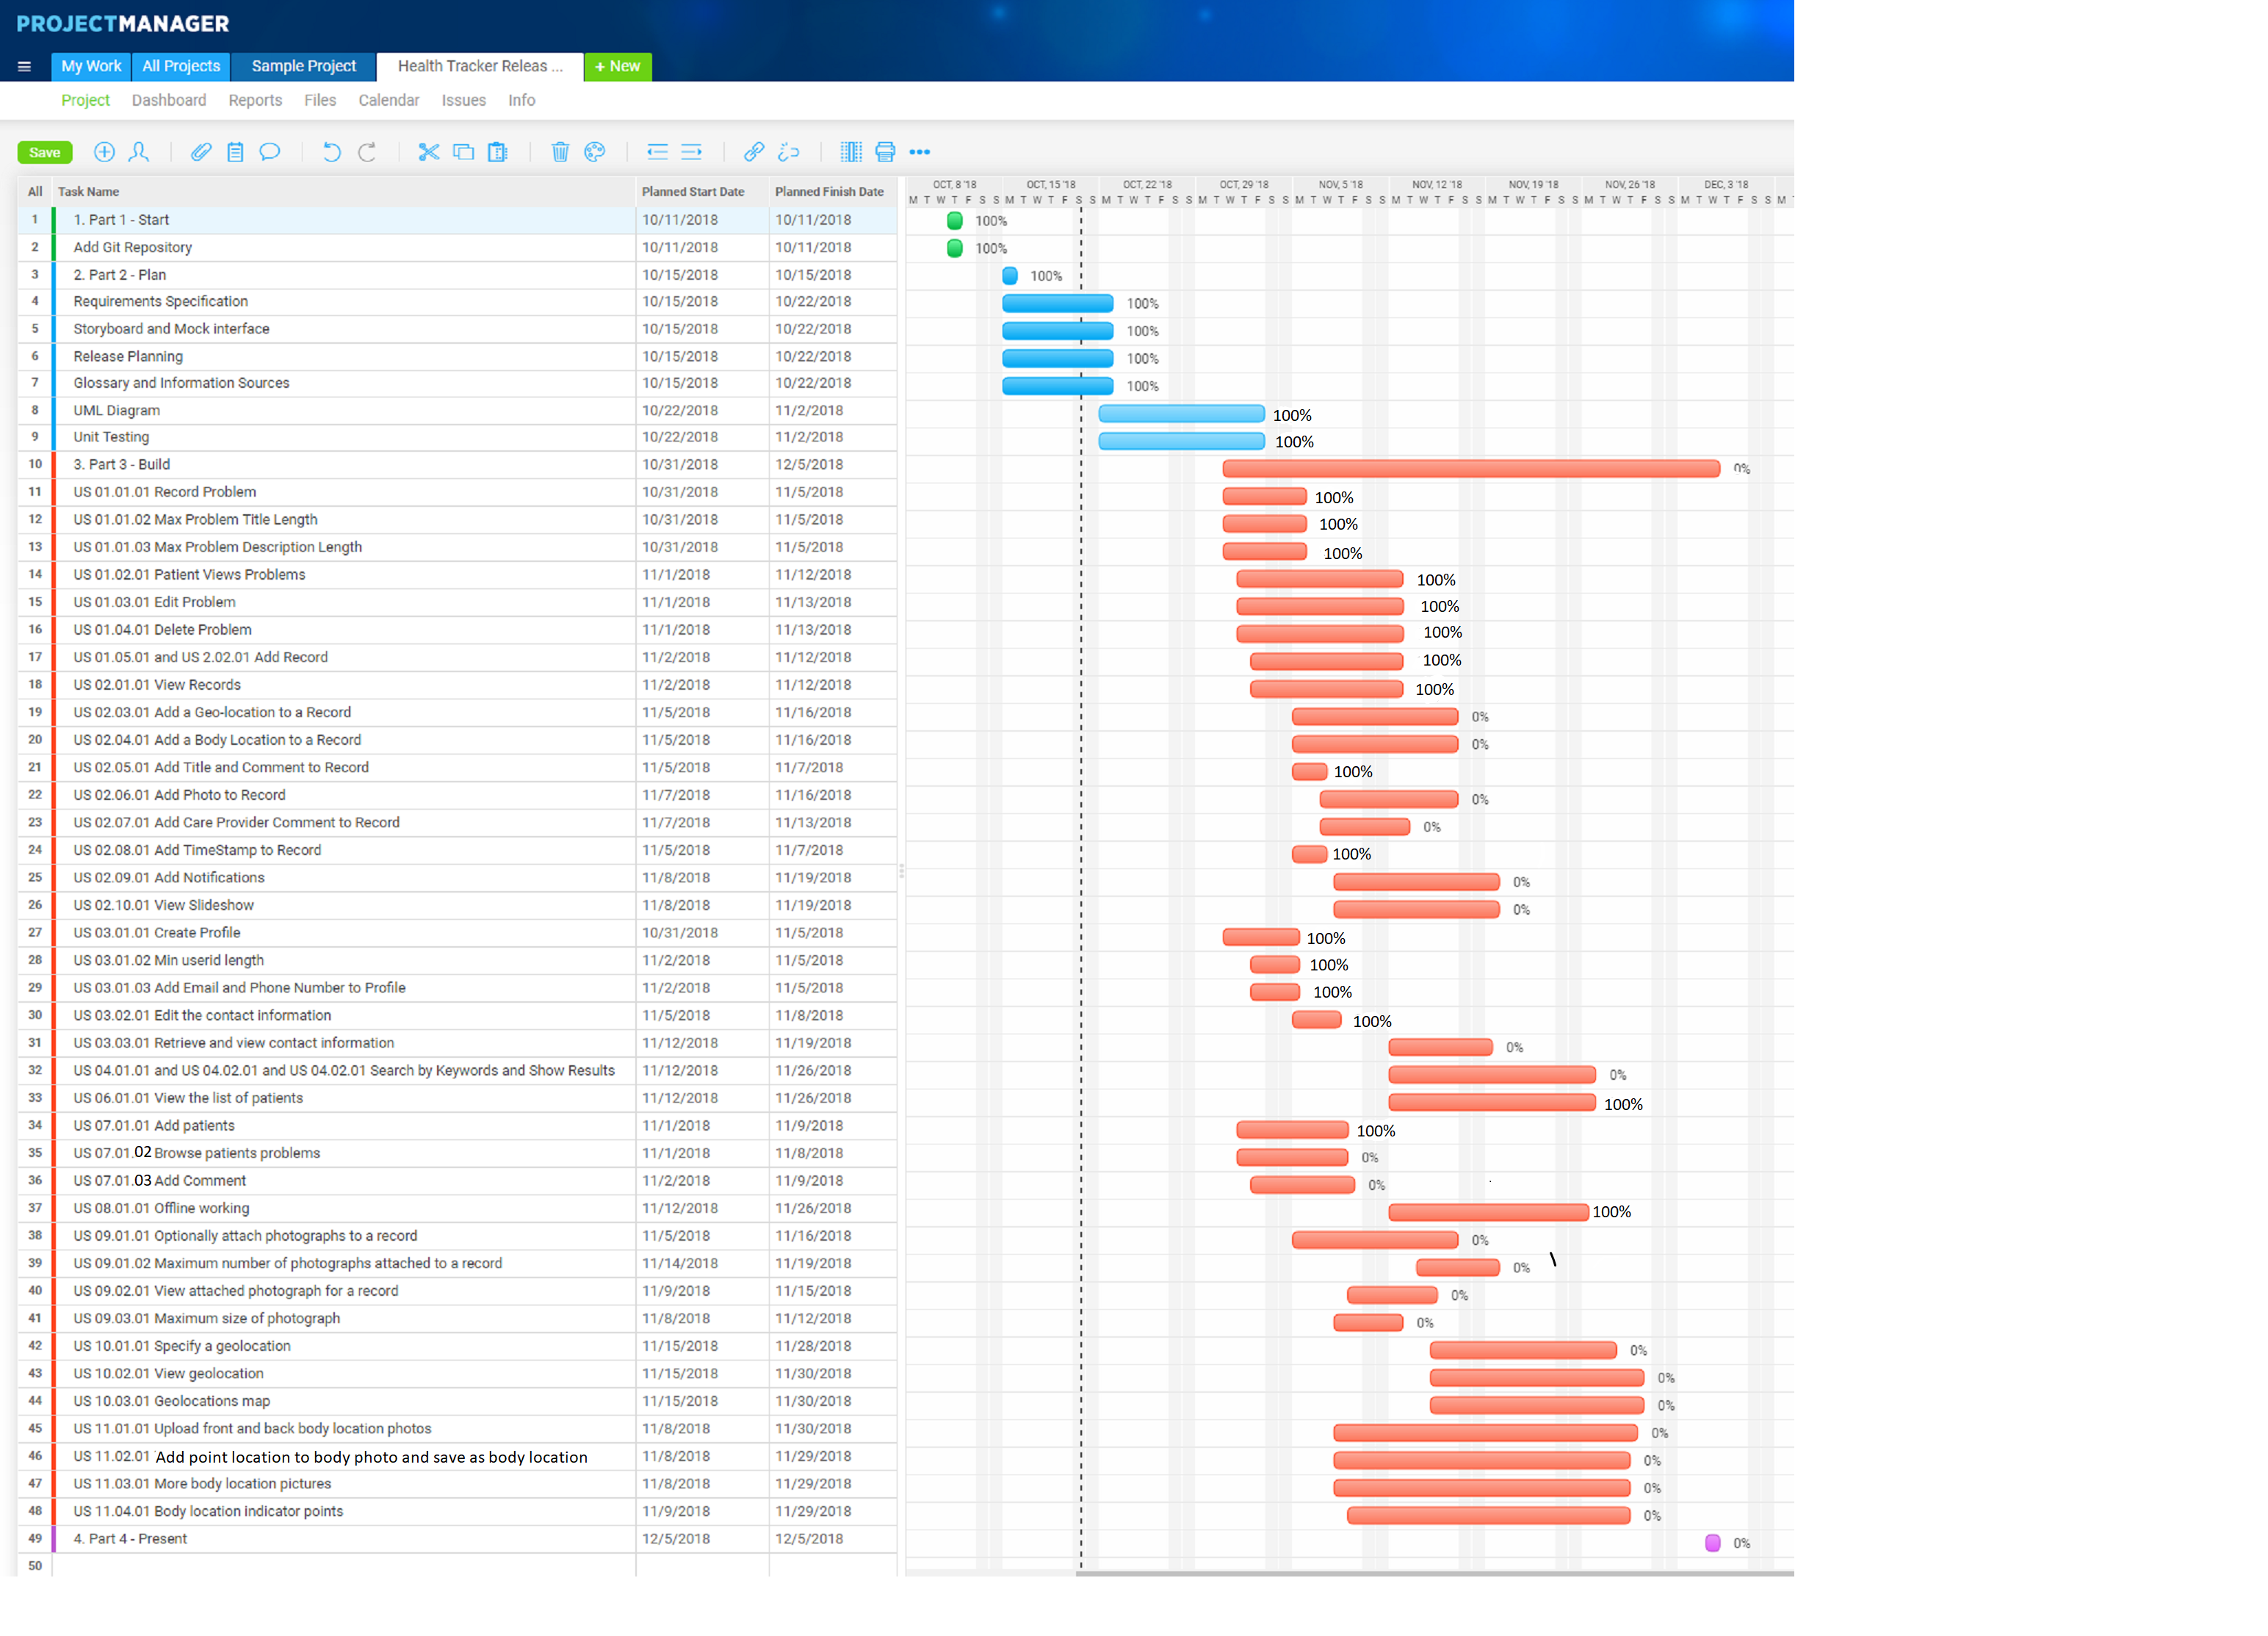 PROJECTMANAGER
My Work All Projects Sample Project Health Tracker Releas ... + New
Project Dashboard Reports Files Calendar Issues Info
Save
All Task Name Planned Start Date Planned Finish Date OCT, 8 '18 OCT, 15 '18 OCT, 22 '18 OCT, 29 '18 NOV, 5 '18 NOV, 12 '18 NOV, 19 '18 NOV, 26 '18 DEC, 3 '18
M T W T F S S M T W T F S S M T W T F S S M T W T F S S M T W T F S S M T W T F S S M T W T F S S M T W T F S S M T W T F S S M
1 1. Part 1 - Start 10/11/2018 10/11/2018 100%
2 Add Git Repository 10/11/2018 10/11/2018 100%
3 2. Part 2 - Plan 10/15/2018 10/15/2018 100%
4 Requirements Specification 10/15/2018 10/22/2018 100%
5 Storyboard and Mock interface 10/15/2018 10/22/2018 100%
6 Release Planning 10/15/2018 10/22/2018 100%
7 Glossary and Information Sources 10/15/2018 10/22/2018 100%
8 UML Diagram 10/22/2018 11/2/2018 100%
9 Unit Testing 10/22/2018 11/2/2018 100%
10 3. Part 3 - Build 10/31/2018 12/5/2018 0%
11 US 01.01.01 Record Problem 10/31/2018 11/5/2018 100%
12 US 01.01.02 Max Problem Title Length 10/31/2018 11/5/2018 100%
13 US 01.01.03 Max Problem Description Length 10/31/2018 11/5/2018 100%
14 US 01.02.01 Patient Views Problems 11/1/2018 11/12/2018 100%
15 US 01.03.01 Edit Problem 11/1/2018 11/13/2018 100%
16 US 01.04.01 Delete Problem 11/1/2018 11/13/2018 100%
17 US 01.05.01 and US 2.02.01 Add Record 11/2/2018 11/12/2018 100%
18 US 02.01.01 View Records 11/2/2018 11/12/2018 100%
19 US 02.03.01 Add a Geo-location to a Record 11/5/2018 11/16/2018 0%
20 US 02.04.01 Add a Body Location to a Record 11/5/2018 11/16/2018 0%
21 US 02.05.01 Add Title and Comment to Record 11/5/2018 11/7/2018 100%
22 US 02.06.01 Add Photo to Record 11/7/2018 11/16/2018 0%
23 US 02.07.01 Add Care Provider Comment to Record 11/7/2018 11/13/2018 0%
24 US 02.08.01 Add TimeStamp to Record 11/5/2018 11/7/2018 100%
25 US 02.09.01 Add Notifications 11/8/2018 11/19/2018 0%
26 US 02.10.01 View Slideshow 11/8/2018 11/19/2018 0%
27 US 03.01.01 Create Profile 10/31/2018 11/5/2018 100%
28 US 03.01.02 Min userid length 11/2/2018 11/5/2018 100%
29 US 03.01.03 Add Email and Phone Number to Profile 11/2/2018 11/5/2018 100%
30 US 03.02.01 Edit the contact information 11/5/2018 11/8/2018 100%
31 US 03.03.01 Retrieve and view contact information 11/12/2018 11/19/2018 0%
32 US 04.01.01 and US 04.02.01 and US 04.02.01 Search by Keywords and Show Results 11/12/2018 11/26/2018 0%
33 US 06.01.01 View the list of patients 11/12/2018 11/26/2018 100%
34 US 07.01.01 Add patients 11/1/2018 11/9/2018 100%
35 US 07.01.02 Browse patients problems 11/1/2018 11/8/2018 0%
36 US 07.01.03 Add Comment 11/2/2018 11/9/2018 0%
37 US 08.01.01 Offline working 11/12/2018 11/26/2018 100%
38 US 09.01.01 Optionally attach photographs to a record 11/5/2018 11/16/2018 0%
39 US 09.01.02 Maximum number of photographs attached to a record 11/14/2018 11/19/2018 0% \
40 US 09.02.01 View attached photograph for a record 11/9/2018 11/15/2018 0%
41 US 09.03.01 Maximum size of photograph 11/8/2018 11/12/2018 0%
42 US 10.01.01 Specify a geolocation 11/15/2018 11/28/2018 0%
43 US 10.02.01 View geolocation 11/15/2018 11/30/2018 0%
44 US 10.03.01 Geolocations map 11/15/2018 11/30/2018 0%
45 US 11.01.01 Upload front and back body location photos 11/8/2018 11/30/2018 0%
46 US 11.02.01 Add point location to body photo and save as body location 11/8/2018 11/29/2018 0%
47 US 11.03.01 More body location pictures 11/8/2018 11/29/2018 0%
48 US 11.04.01 Body location indicator points 11/9/2018 11/29/2018 0%
49 4. Part 4 - Present 12/5/2018 12/5/2018 0%
50